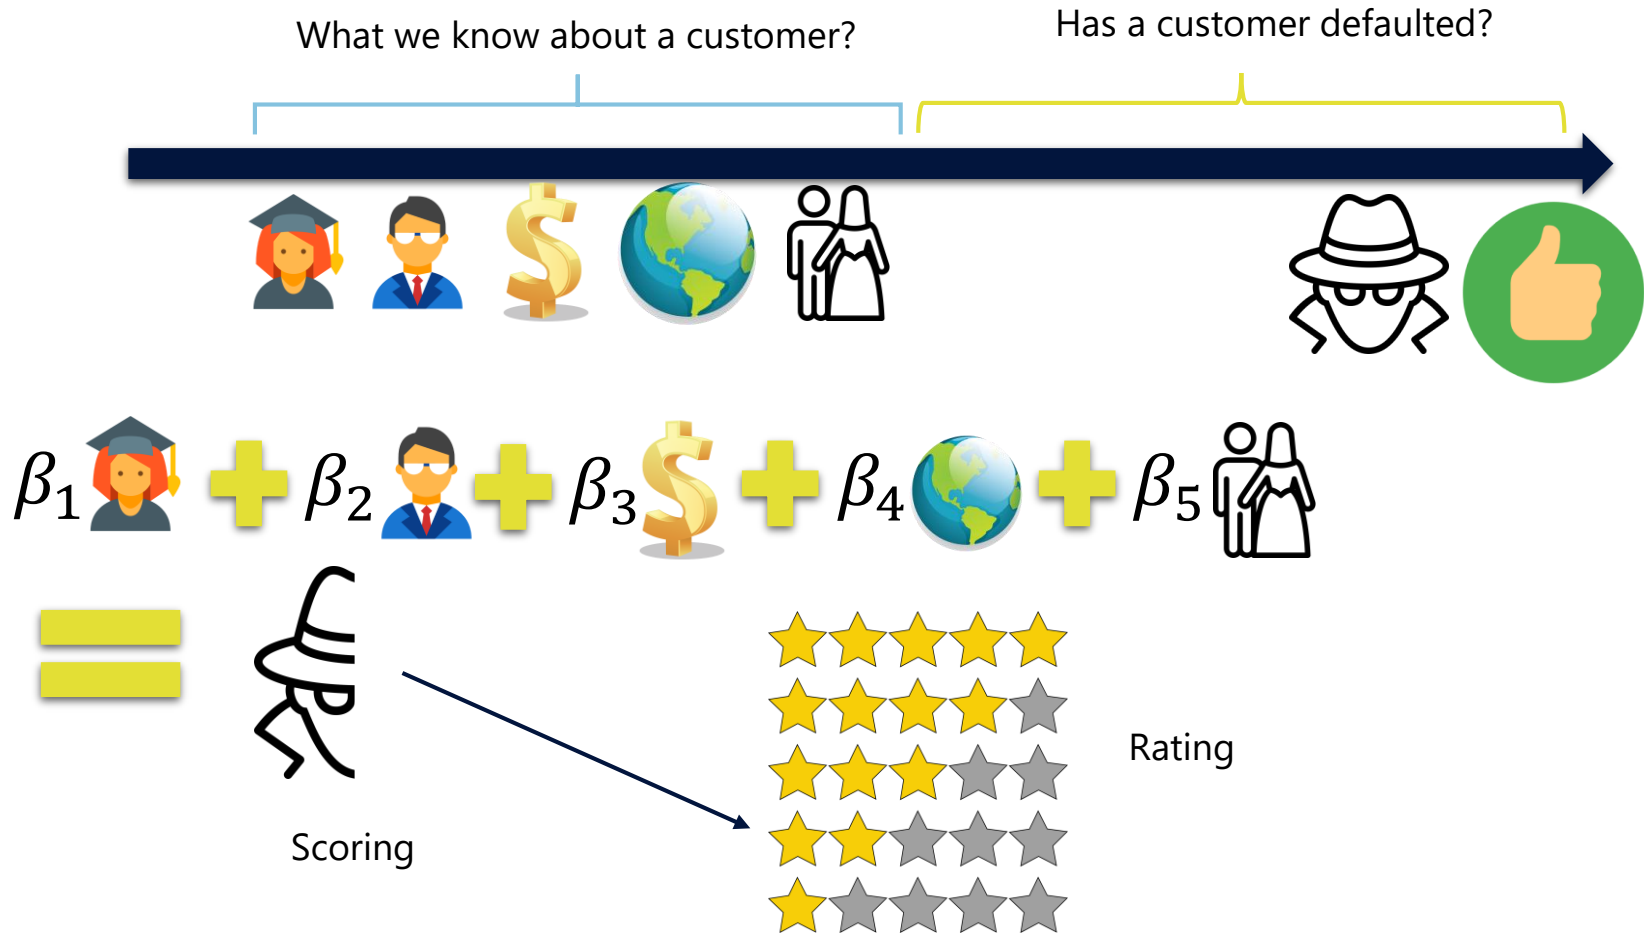 What we know about a customer?
Has a customer defaulted?
β₁ + β₂ + β₃ + β₄ + β₅
=
Scoring
Rating